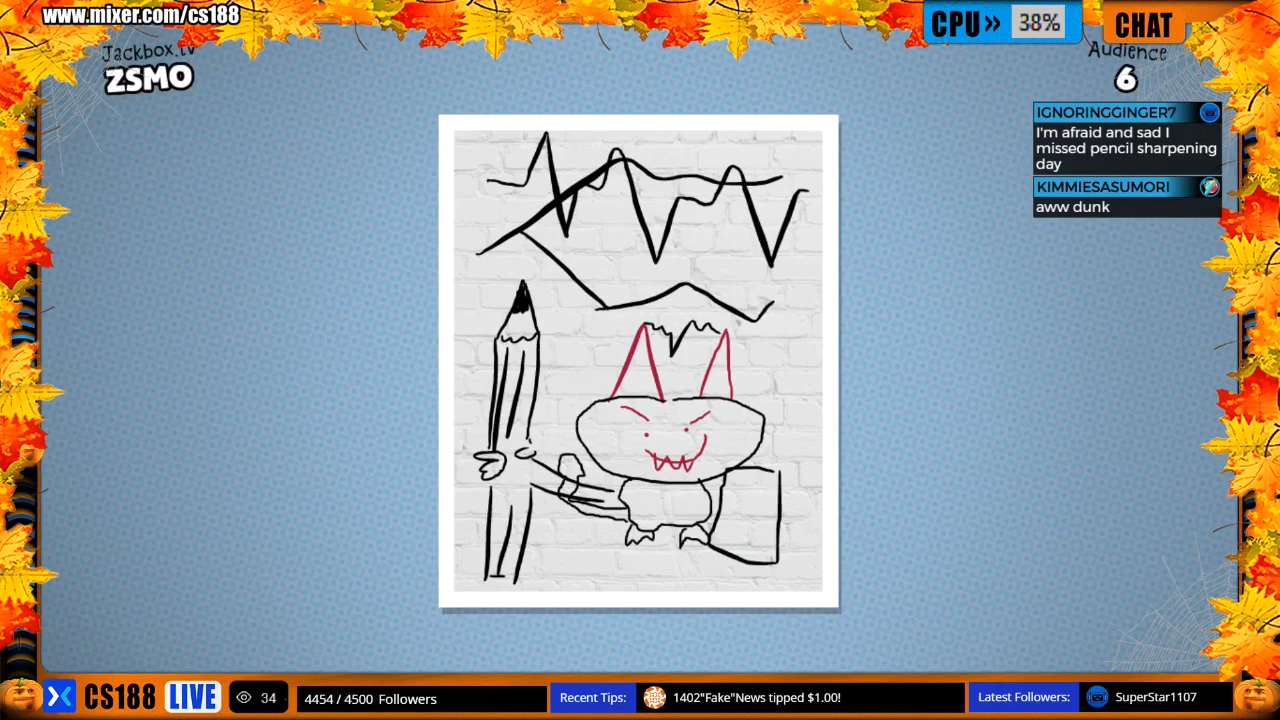 www.mixer.com/cs188
CPU›› 38%
CHAT
Jackbox.tv
ZSMO
Audience
6
IGNORINGGINGER7
I'm afraid and sad I
missed pencil sharpening
day
KIMMIESASUMORI
aww dunk
CS188 LIVE
34
4454 / 4500 Followers
Recent Tips:
1402"Fake"News tipped $1.00!
Latest Followers:
SuperStar1107